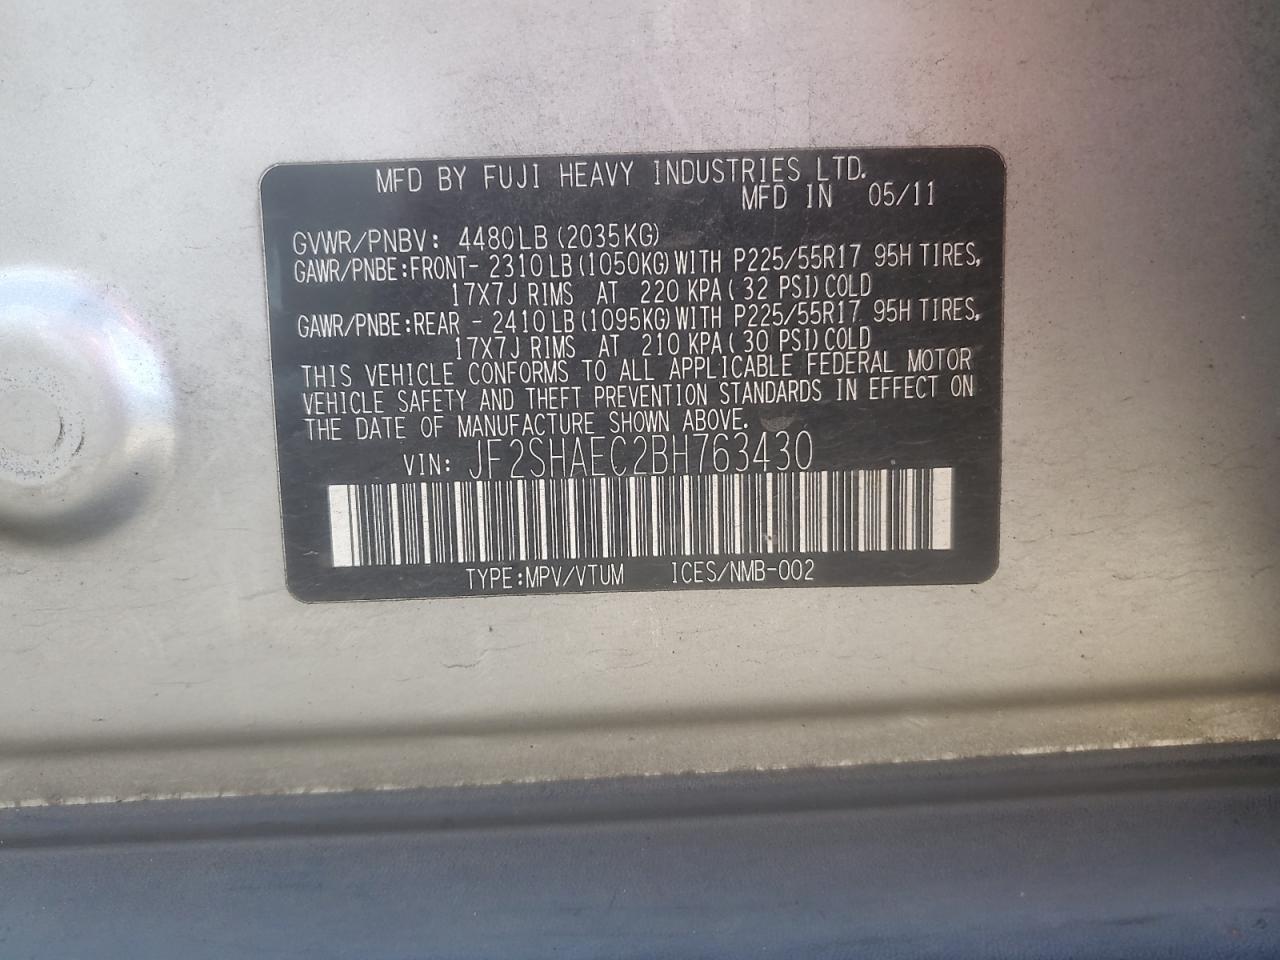 MFD BY FUJI HEAVY INDUSTRIES LTD.
MFD IN 05/11
GVWR/PNBV: 4480LB(2035KG)
GAWR/PNBE:FRONT- 2310LB(1050KG)WITH P225/55R17 95H TIRES,
17X7J RIMS AT 220 KPA(32 PSI)COLD
GAWR/PNBE:REAR - 2410LB(1095KG)WITH P225/55R17 95H TIRES,
17X7J RIMS AT 210 KPA(30 PSI)COLD
THIS VEHICLE CONFORMS TO ALL APPLICABLE FEDERAL MOTOR
VEHICLE SAFETY AND THEFT PREVENTION STANDARDS IN EFFECT ON
THE DATE OF MANUFACTURE SHOWN ABOVE.
VIN: JF2SHAEC2BH763430
TYPE:MPV/VTUM ICES/NMB-002